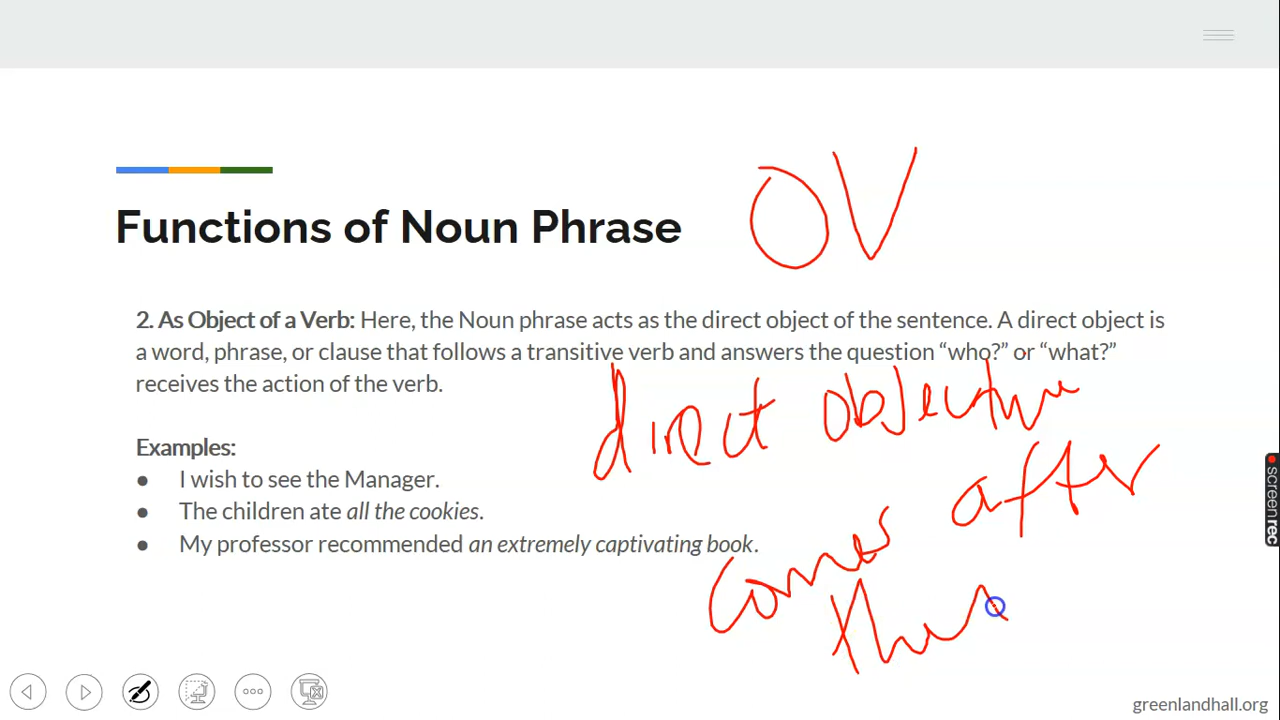 OV
Functions of Noun Phrase
2. As Object of a Verb: Here, the Noun phrase acts as the direct object of the sentence. A direct object is
a word, phrase, or clause that follows a transitive verb and answers the question “who?” or “what?”
receives the action of the verb.
direct objective
Examples:
comes after
● I wish to see the Manager.
● The children ate all the cookies.
● My professor recommended an extremely captivating book.
screenrec
greenlandhall.org